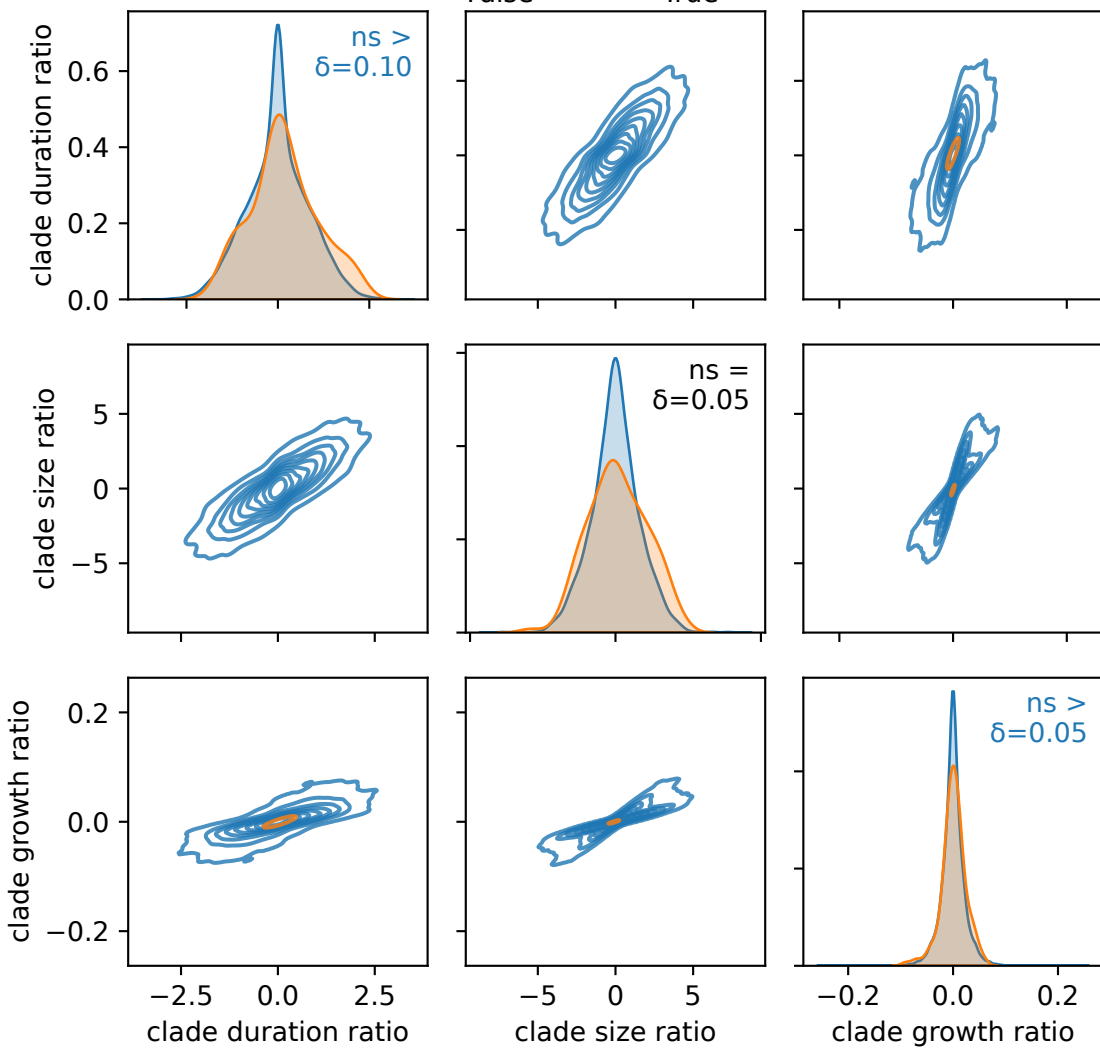 True
clade duration ratio
0.6
0.4
0.2
0.0
ns >
δ=0.10
clade size ratio
5
0
−5
ns =
δ=0.05
clade growth ratio
0.2
0.0
−0.2
ns >
δ=0.05
−2.5 0.0 2.5
−5 0 5
−0.2 0.0 0.2
clade duration ratio
clade size ratio
clade growth ratio